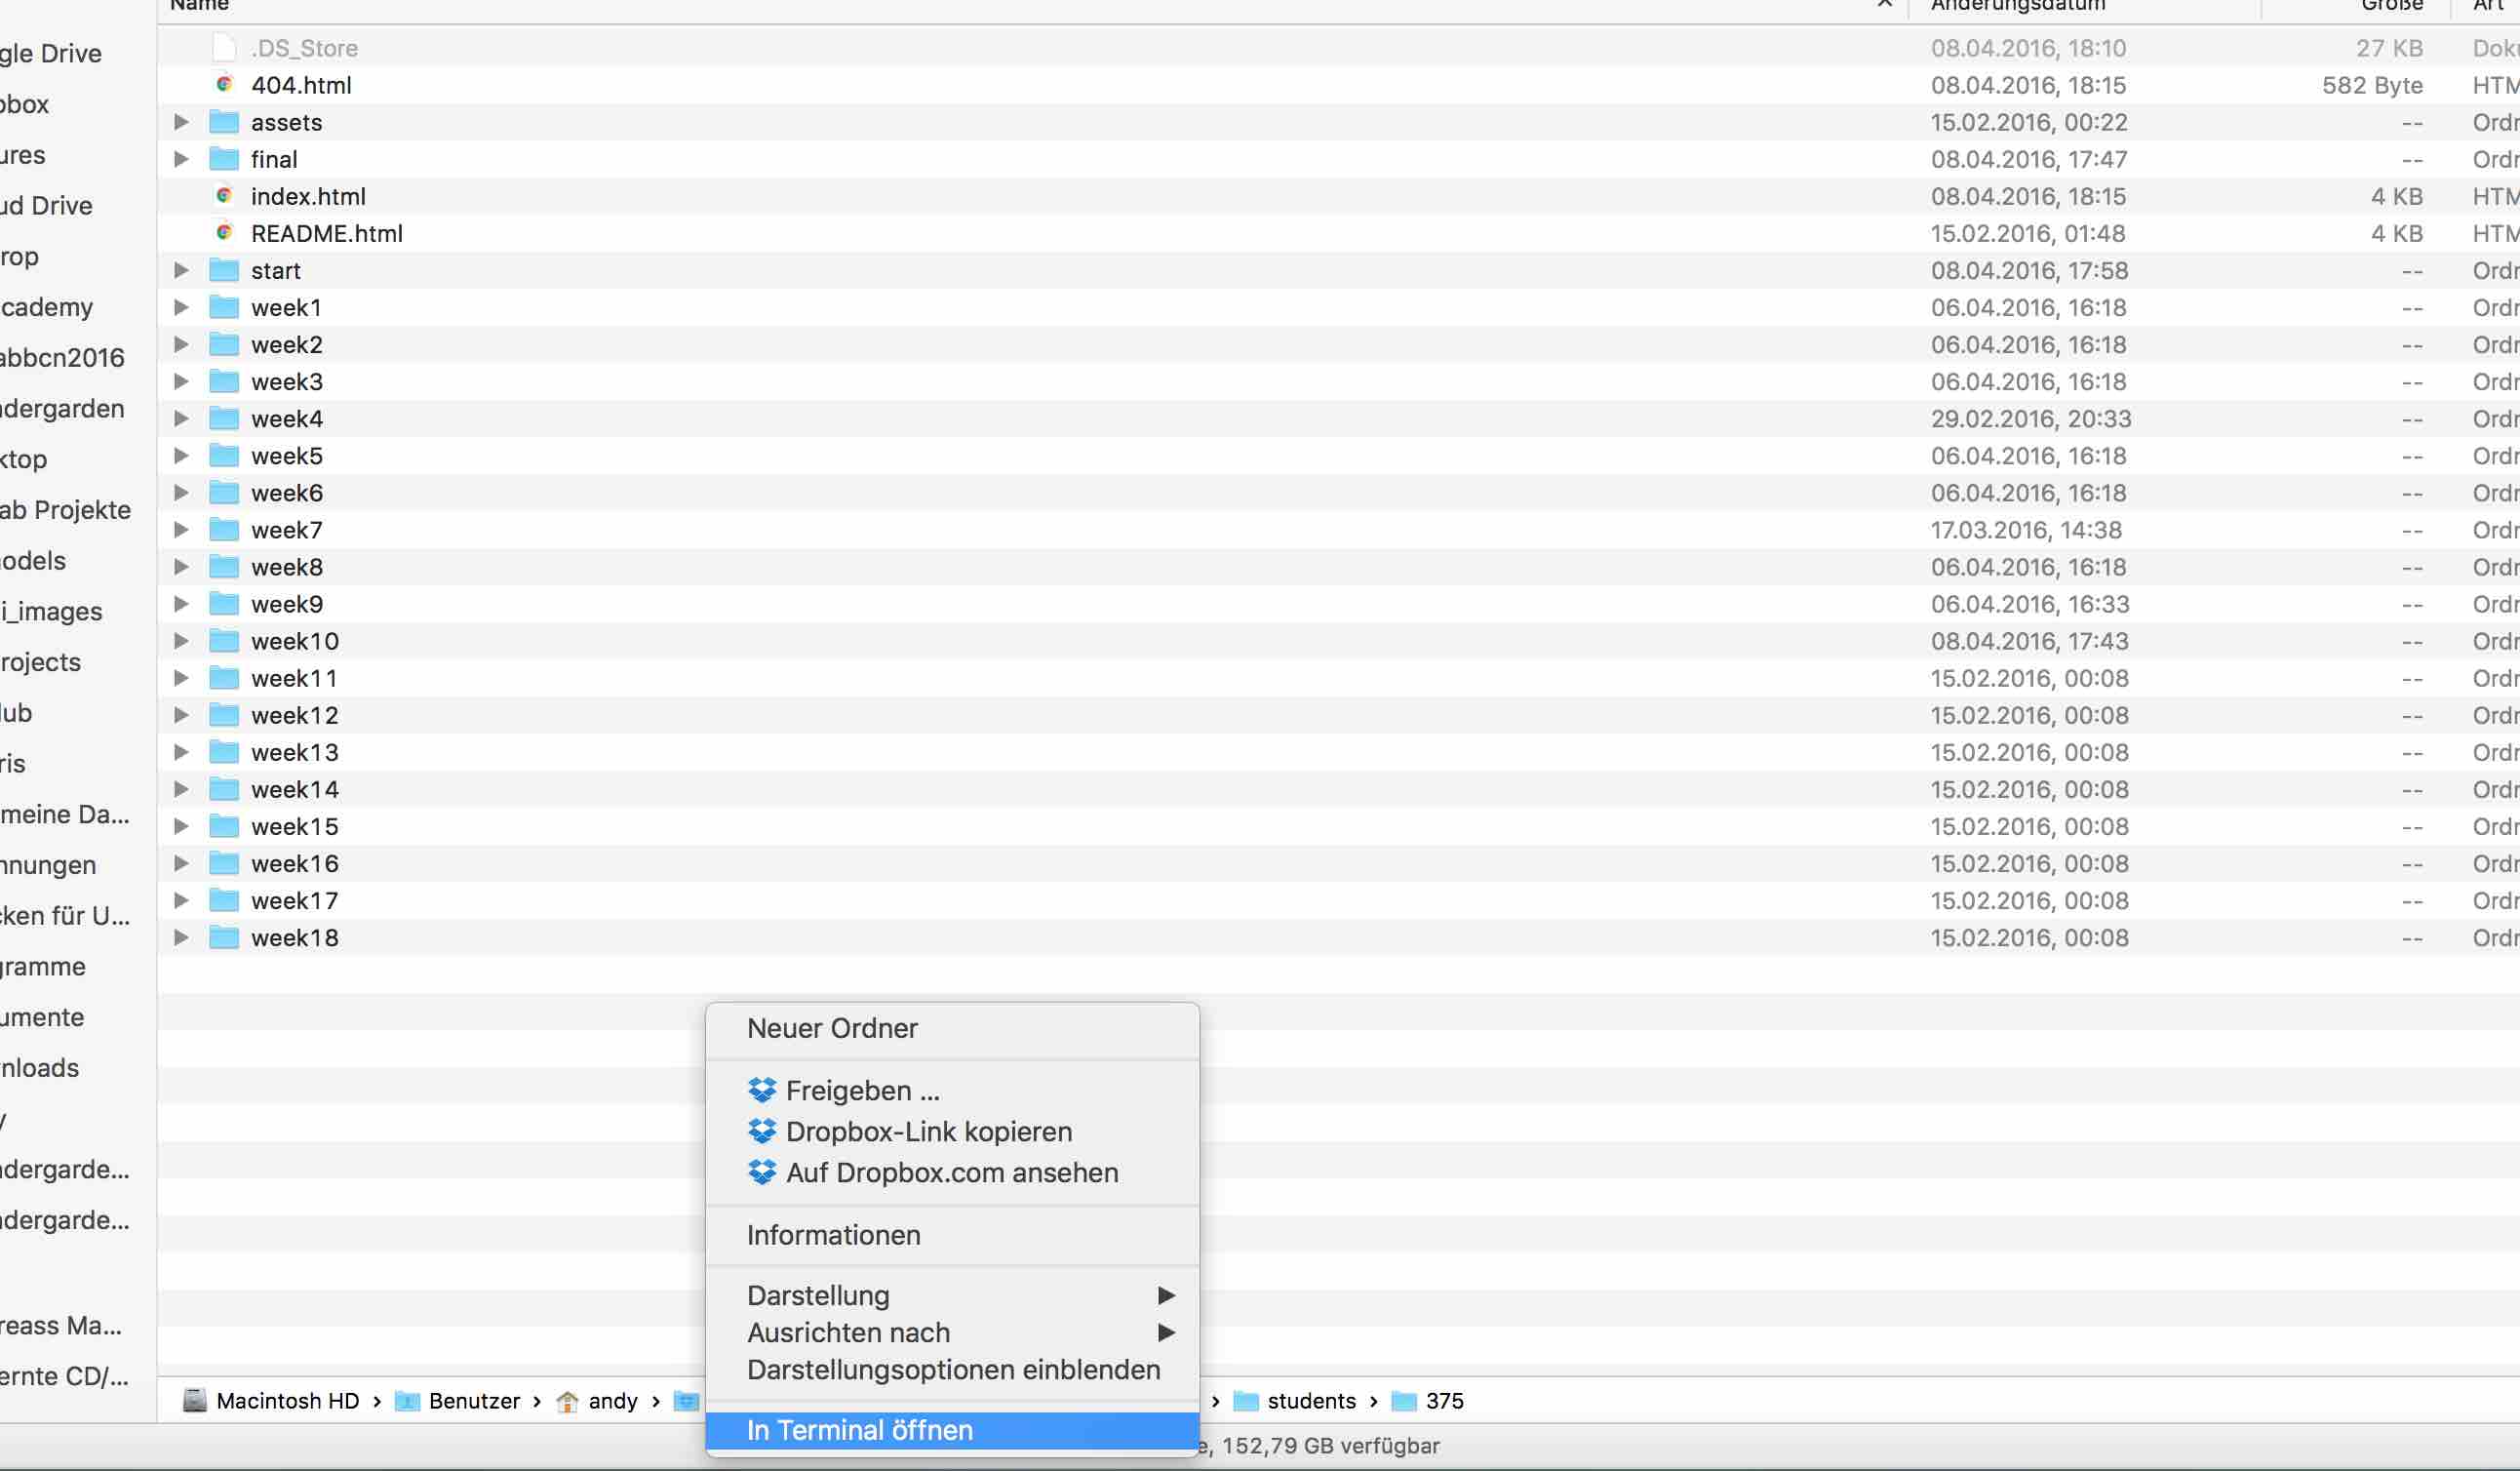 Name Änderungsdatum Größe Art
gle Drive
box
ures
ud Drive
rop
cademy
abbcn2016
dergarden
ktop
ab Projekte
odels
i_images
rojects
lub
ris
meine Da...
hnungen
cken für U...
gramme
umente
nloads
dergarde...
dergarde...
reass Ma...
ernte CD/...
.DS_Store 08.04.2016, 18:10 27 KB Doku
404.html 08.04.2016, 18:15 582 Byte HTM
assets 15.02.2016, 00:22 -- Ordn
final 08.04.2016, 17:47 -- Ordn
index.html 08.04.2016, 18:15 4 KB HTM
README.html 15.02.2016, 01:48 4 KB HTM
start 08.04.2016, 17:58 -- Ordn
week1 06.04.2016, 16:18 -- Ordn
week2 06.04.2016, 16:18 -- Ordn
week3 06.04.2016, 16:18 -- Ordn
week4 29.02.2016, 20:33 -- Ordn
week5 06.04.2016, 16:18 -- Ordn
week6 06.04.2016, 16:18 -- Ordn
week7 17.03.2016, 14:38 -- Ordn
week8 06.04.2016, 16:18 -- Ordn
week9 06.04.2016, 16:33 -- Ordn
week10 08.04.2016, 17:43 -- Ordn
week11 15.02.2016, 00:08 -- Ordn
week12 15.02.2016, 00:08 -- Ordn
week13 15.02.2016, 00:08 -- Ordn
week14 15.02.2016, 00:08 -- Ordn
week15 15.02.2016, 00:08 -- Ordn
week16 15.02.2016, 00:08 -- Ordn
week17 15.02.2016, 00:08 -- Ordn
week18 15.02.2016, 00:08 -- Ordn
Neuer Ordner
Freigeben ...
Dropbox-Link kopieren
Auf Dropbox.com ansehen
Informationen
Darstellung
Ausrichten nach
Darstellungsoptionen einblenden
In Terminal öffnen
Macintosh HD › Benutzer › andy › › students › 375
e, 152,79 GB verfügbar